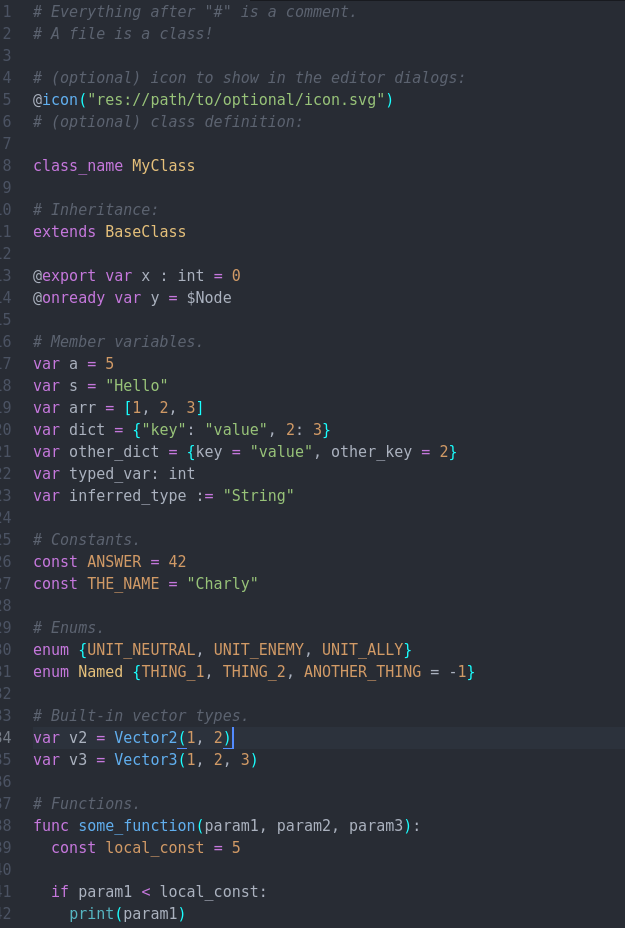 1 # Everything after "#" is a comment.
2 # A file is a class!
3
4 # (optional) icon to show in the editor dialogs:
5 @icon("res://path/to/optional/icon.svg")
6 # (optional) class definition:
7
8 class_name MyClass
9
10 # Inheritance:
11 extends BaseClass
12
13 @export var x : int = 0
14 @onready var y = $Node
15
16 # Member variables.
17 var a = 5
18 var s = "Hello"
19 var arr = [1, 2, 3]
20 var dict = {"key": "value", 2: 3}
21 var other_dict = {key = "value", other_key = 2}
22 var typed_var: int
23 var inferred_type := "String"
24
25 # Constants.
26 const ANSWER = 42
27 const THE_NAME = "Charly"
28
29 # Enums.
30 enum {UNIT_NEUTRAL, UNIT_ENEMY, UNIT_ALLY}
31 enum Named {THING_1, THING_2, ANOTHER_THING = -1}
32
33 # Built-in vector types.
34 var v2 = Vector2(1, 2)
35 var v3 = Vector3(1, 2, 3)
36
37 # Functions.
38 func some_function(param1, param2, param3):
39   const local_const = 5
40
41   if param1 < local_const:
42     print(param1)